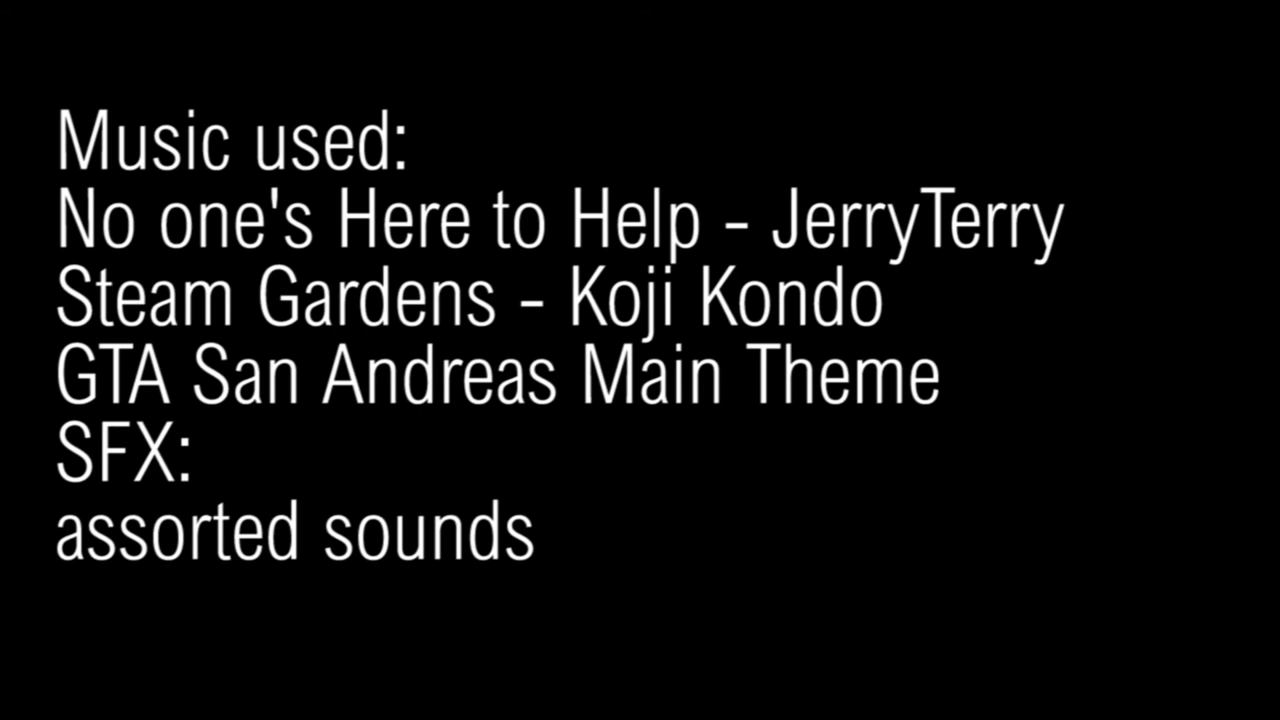 Music used:
No one's Here to Help - JerryTerry
Steam Gardens - Koji Kondo
GTA San Andreas Main Theme
SFX:
assorted sounds